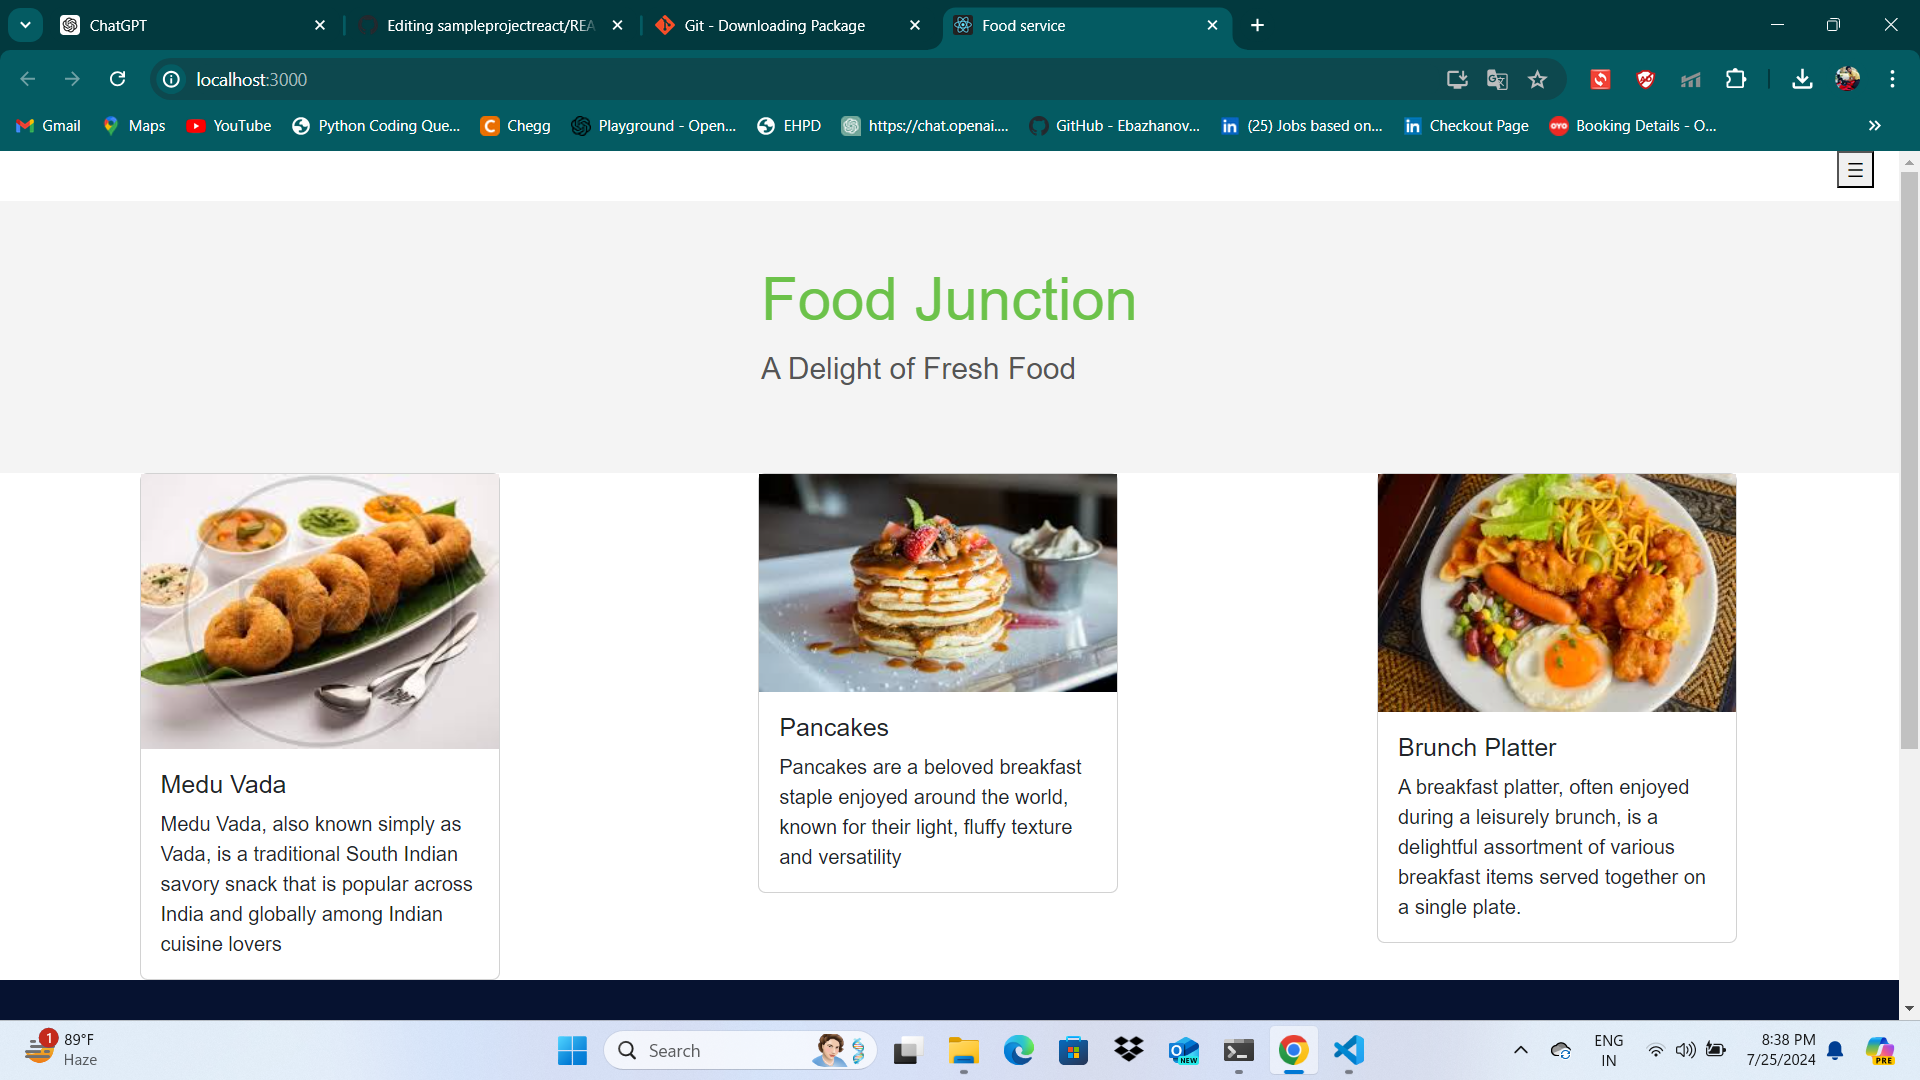 ChatGPT
Editing sampleprojectreact/REA
Git - Downloading Package
Food service
localhost:3000
Gmail
Maps
YouTube
Python Coding Que...
Chegg
Playground - Open...
EHPD
https://chat.openai....
GitHub - Ebazhanov...
(25) Jobs based on...
Checkout Page
Booking Details - O...
☰
Food Junction
A Delight of Fresh Food
Medu Vada
Medu Vada, also known simply as
Vada, is a traditional South Indian
savory snack that is popular across
India and globally among Indian
cuisine lovers
Pancakes
Pancakes are a beloved breakfast
staple enjoyed around the world,
known for their light, fluffy texture
and versatility
Brunch Platter
A breakfast platter, often enjoyed
during a leisurely brunch, is a
delightful assortment of various
breakfast items served together on
a single plate.
1
89°F
Haze
Search
NEW
ENG
IN
8:38 PM
7/25/2024
PRE